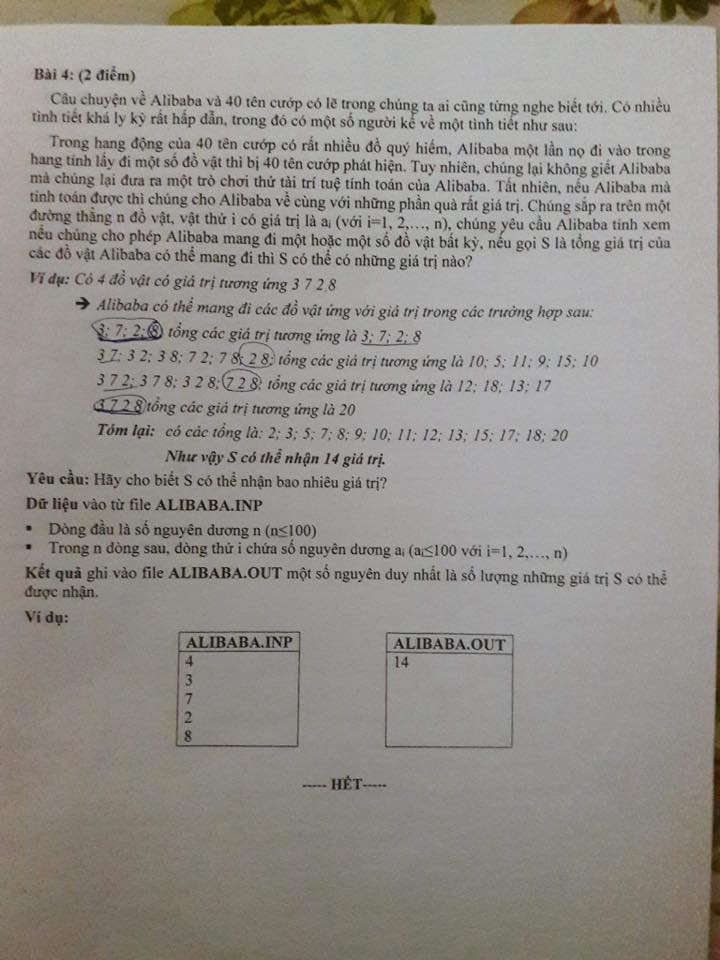 Bài 4: (2 điểm)
Câu chuyện về Alibaba và 40 tên cướp có lẽ trong chúng ta ai cũng từng nghe biết tới. Có nhiều
tình tiết khá ly kỳ rất hấp dẫn, trong đó có một số người kể về một tình tiết như sau:
Trong hang động của 40 tên cướp có rất nhiều đồ quý hiếm, Alibaba một lần nọ đi vào trong
hang tính lấy đi một số đồ vật thì bị 40 tên cướp phát hiện. Tuy nhiên, chúng lại không giết Alibaba
mà chúng lại đưa ra một trò chơi thử tài trí tuệ tính toán của Alibaba. Tất nhiên, nếu Alibaba mà
tính toán được thì chúng cho Alibaba về cùng với những phần quà rất giá trị. Chúng sắp ra trên một
đường thẳng n đồ vật, vật thứ i có giá trị là aᵢ (với i=1, 2,…, n), chúng yêu cầu Alibaba tính xem
nếu chúng cho phép Alibaba mang đi một hoặc một số đồ vật bất kỳ, nếu gọi S là tổng giá trị của
các đồ vật Alibaba có thể mang đi thì S có thể có những giá trị nào?
Ví dụ: Có 4 đồ vật có giá trị tương ứng 3 7 2 8
➔ Alibaba có thể mang đi các đồ vật ứng với giá trị trong các trường hợp sau:
3; 7; 2; 8 tổng các giá trị tương ứng là 3; 7; 2; 8
3 7; 3 2; 3 8; 7 2; 7 8; 2 8; tổng các giá trị tương ứng là 10; 5; 11; 9; 15; 10
3 7 2; 3 7 8; 3 2 8; 7 2 8; tổng các giá trị tương ứng là 12; 18; 13; 17
3 7 2 8 tổng các giá trị tương ứng là 20
Tóm lại: có các tổng là: 2; 3; 5; 7; 8; 9; 10; 11; 12; 13; 15; 17; 18; 20
Như vậy S có thể nhận 14 giá trị.
Yêu cầu: Hãy cho biết S có thể nhận bao nhiêu giá trị?
Dữ liệu vào từ file ALIBABA.INP
▪ Dòng đầu là số nguyên dương n (n≤100)
▪ Trong n dòng sau, dòng thứ i chứa số nguyên dương aᵢ (aᵢ≤100 với i=1, 2,…, n)
Kết quả ghi vào file ALIBABA.OUT một số nguyên duy nhất là số lượng những giá trị S có thể
được nhận.
Ví dụ:
ALIBABA.INP
4
3
7
2
8
ALIBABA.OUT
14
----- HẾT-----